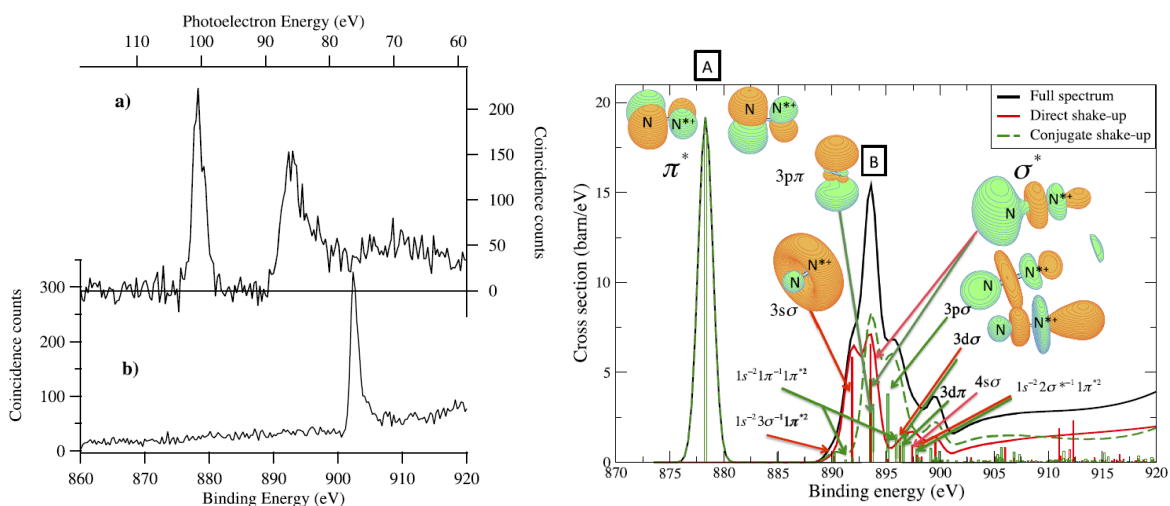 Photoelectron Energy (eV)
110 100 90 80 70 60
a)
200
150
100
50
0
Coincidence counts
300
200
100
0
Coincidence counts
b)
860 870 880 890 900 910 920
Binding Energy (eV)
A
20
15
10
5
0
Cross section (barn/eV)
N N*+ N N*+
π*
3pπ
B
Full spectrum
Direct shake-up
Conjugate shake-up
σ*
N N*+
N*+
N
3sσ
N N*+
N N*+
3pσ
3dσ
1s⁻²1π⁻¹1π*²
3dπ
4sσ
1s⁻²2σ*⁻¹1π*²
1s⁻²3σ⁻¹1π*²
870 875 880 885 890 895 900 905 910 915 920
Binding energy (eV)